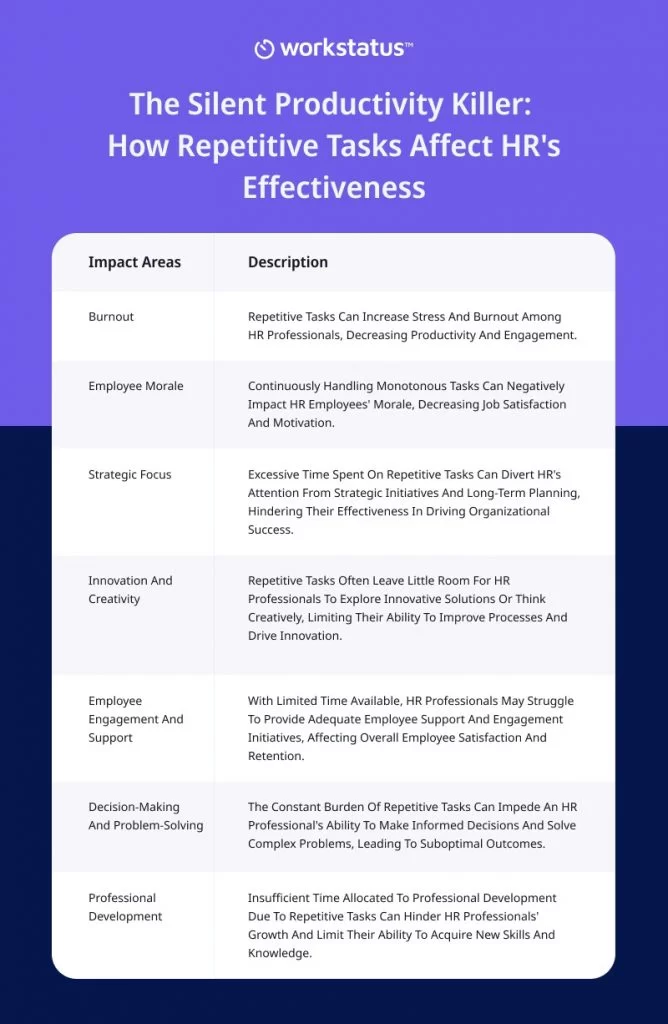 workstatus™
The Silent Productivity Killer:
How Repetitive Tasks Affect HR's
Effectiveness
Impact Areas
Description
Burnout
Repetitive Tasks Can Increase Stress And Burnout Among
HR Professionals, Decreasing Productivity And Engagement.
Employee Morale
Continuously Handling Monotonous Tasks Can Negatively
Impact HR Employees' Morale, Decreasing Job Satisfaction
And Motivation.
Strategic Focus
Excessive Time Spent On Repetitive Tasks Can Divert HR's
Attention From Strategic Initiatives And Long-Term Planning,
Hindering Their Effectiveness In Driving Organizational
Success.
Innovation And
Creativity
Repetitive Tasks Often Leave Little Room For HR
Professionals To Explore Innovative Solutions Or Think
Creatively, Limiting Their Ability To Improve Processes And
Drive Innovation.
Employee
Engagement And
Support
With Limited Time Available, HR Professionals May Struggle
To Provide Adequate Employee Support And Engagement
Initiatives, Affecting Overall Employee Satisfaction And
Retention.
Decision-Making
And Problem-Solving
The Constant Burden Of Repetitive Tasks Can Impede An HR
Professional's Ability To Make Informed Decisions And Solve
Complex Problems, Leading To Suboptimal Outcomes.
Professional
Development
Insufficient Time Allocated To Professional Development
Due To Repetitive Tasks Can Hinder HR Professionals'
Growth And Limit Their Ability To Acquire New Skills And
Knowledge.